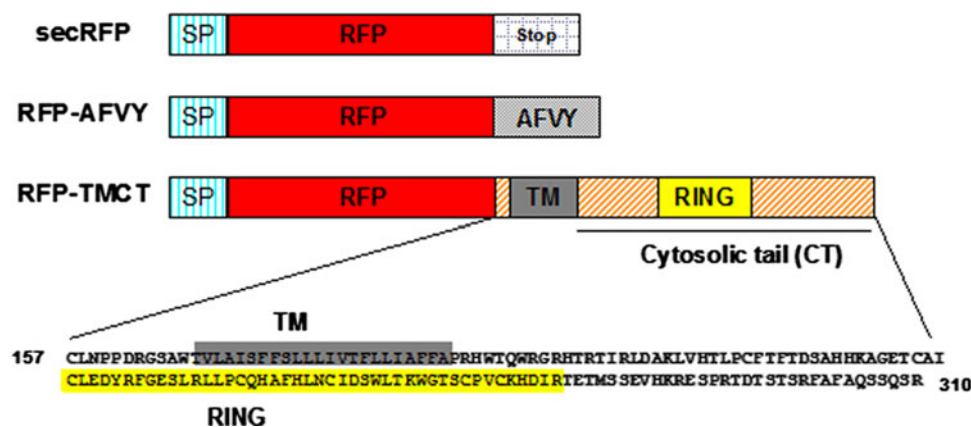 secRFP SP RFP Stop
RFP-AFVY SP RFP AFVY
RFP-TMCT SP RFP TM RING
Cytosolic tail (CT)
TM
157 CLNPPDRGSAWTVLAISFFSLLLIVTFLLIAFFAPRHWTQWRGRHTRTIRLDAKLVHTLPCFTFTDSAHHKAGETCAI
CLEDYRFGESLRLLPCQHAFHLNCIDSWLTKWGTSCPVCKHDIRTETMSSEVHKRESPRTDTSTSRFAFAQSSQSR 310
RING